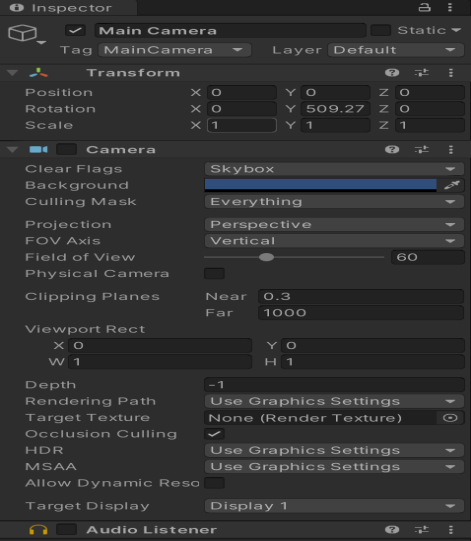 Inspector
Main Camera Static
Tag MainCamera Layer Default
Transform
Position X 0 Y 0 Z 0
Rotation X 0 Y 509.27 Z 0
Scale X 1 Y 1 Z 1
Camera
Clear Flags Skybox
Background
Culling Mask Everything
Projection Perspective
FOV Axis Vertical
Field of View 60
Physical Camera
Clipping Planes Near 0.3
Far 1000
Viewport Rect
X 0 Y 0
W 1 H 1
Depth -1
Rendering Path Use Graphics Settings
Target Texture None (Render Texture)
Occlusion Culling
HDR Use Graphics Settings
MSAA Use Graphics Settings
Allow Dynamic Reso
Target Display Display 1
Audio Listener